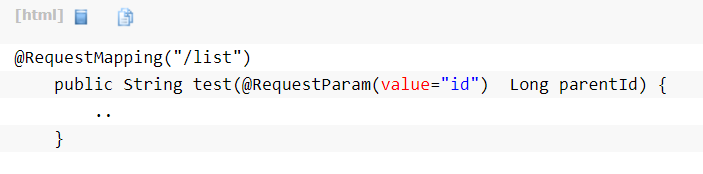 [html]
@RequestMapping("/list")
    public String test(@RequestParam(value="id")  Long parentId) {
        ..
    }